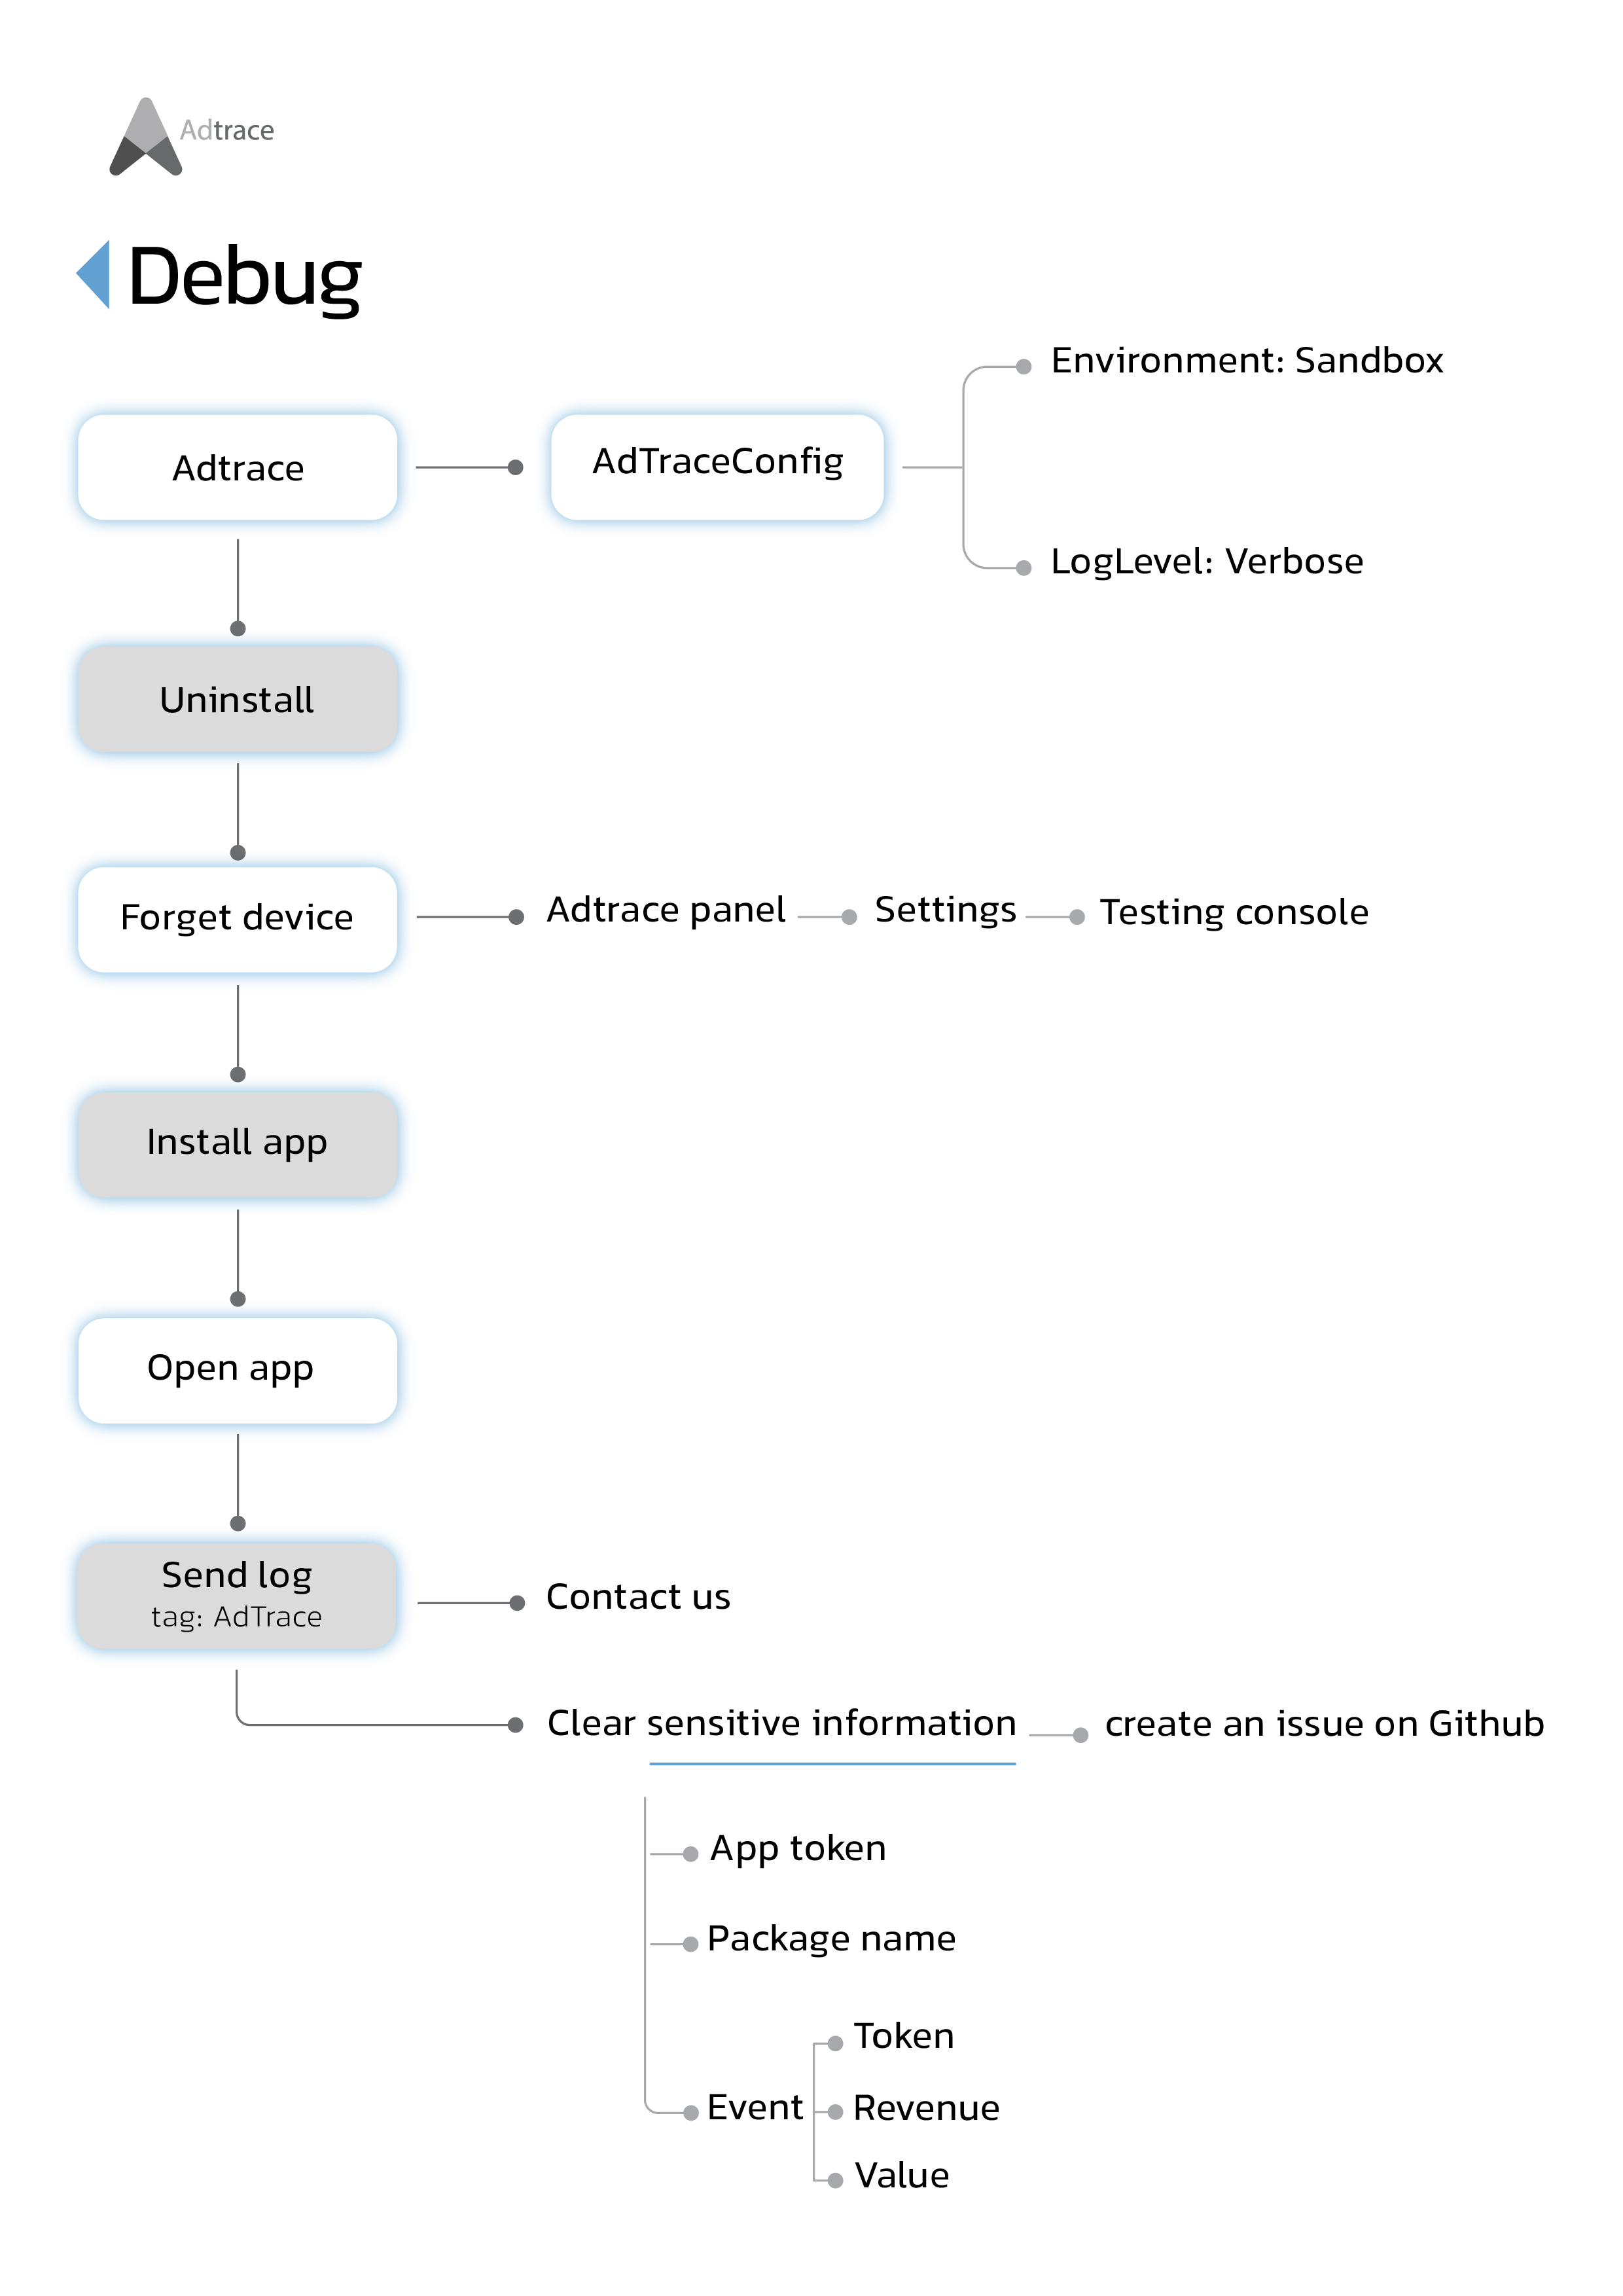 Adtrace
Debug
Environment: Sandbox
Adtrace
AdTraceConfig
LogLevel: Verbose
Uninstall
Forget device
Adtrace panel
Settings
Testing console
Install app
Open app
Send log
tag: AdTrace
Contact us
Clear sensitive information
create an issue on Github
App token
Package name
Token
Event
Revenue
Value